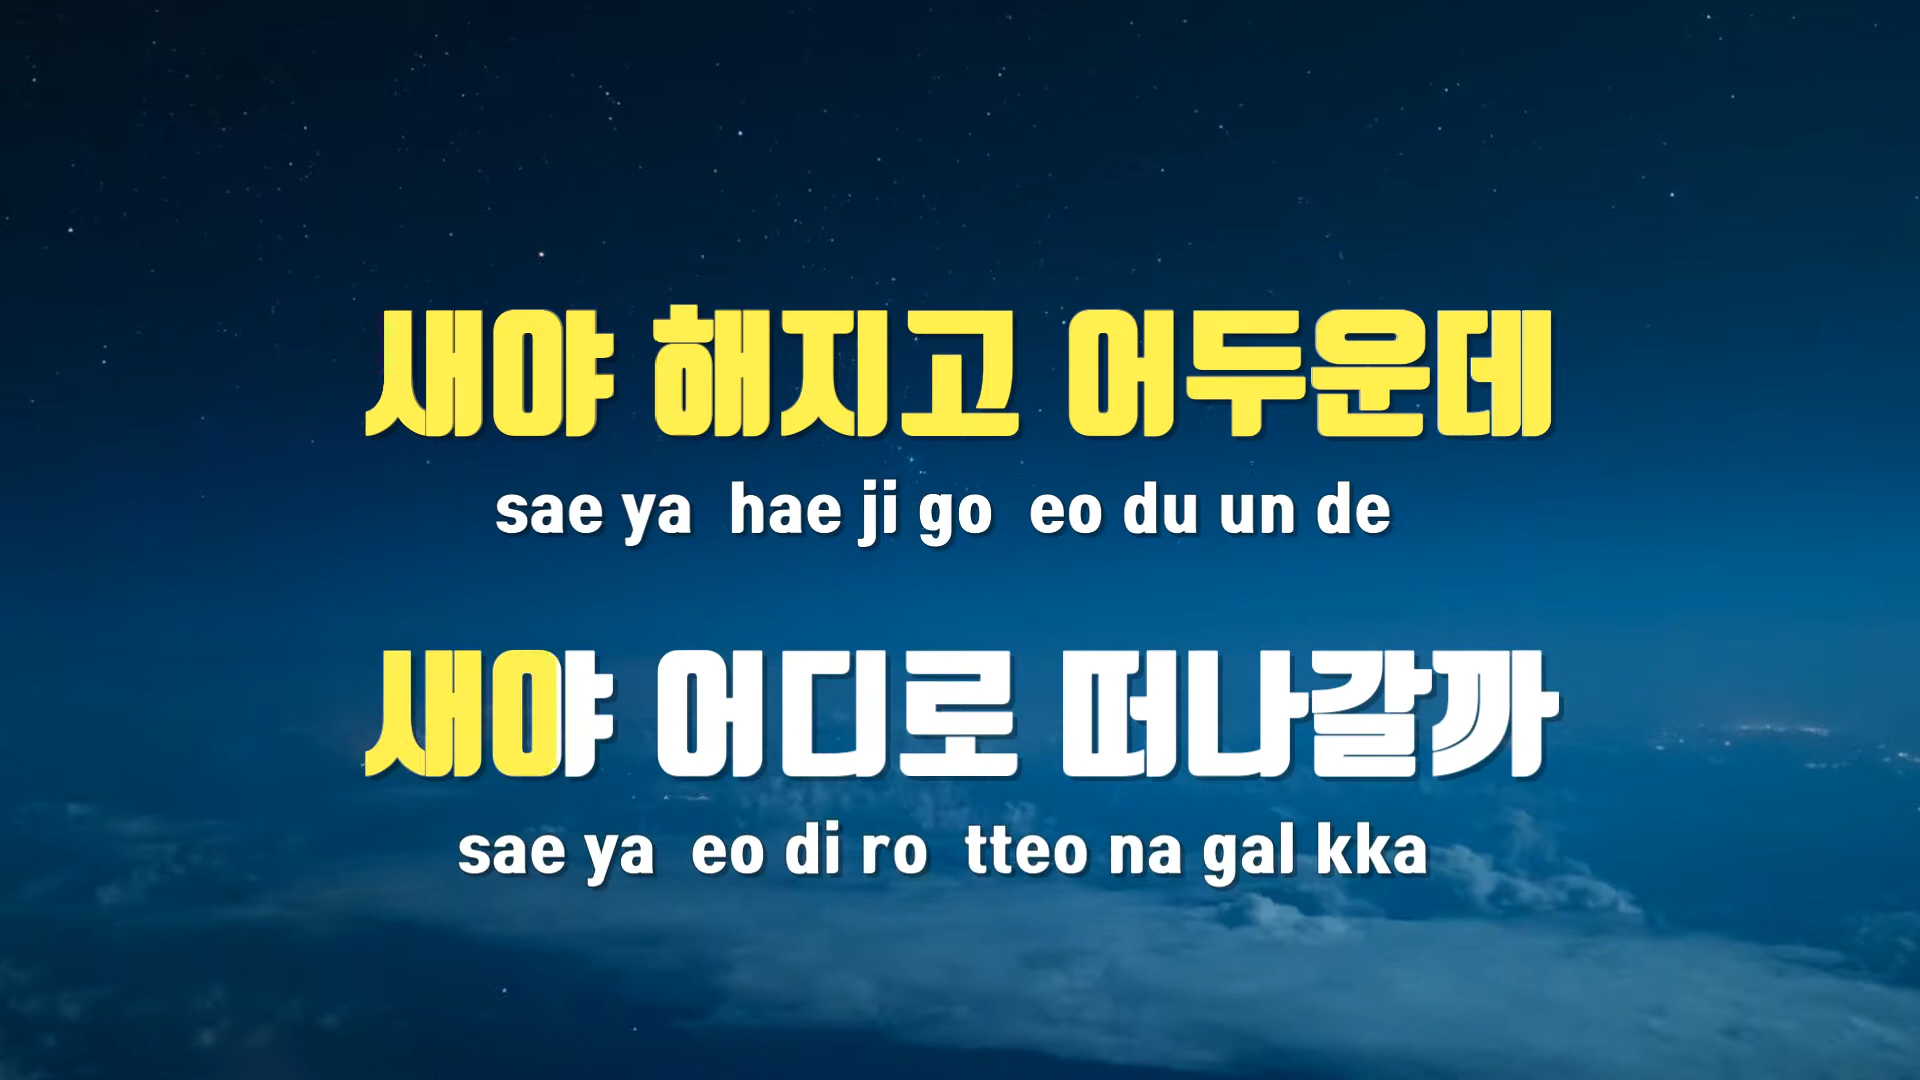 새야 해지고 어두운데
sae ya hae ji go eo du un de
새야 어디로 떠나갈까
sae ya eo di ro tteo na gal kka